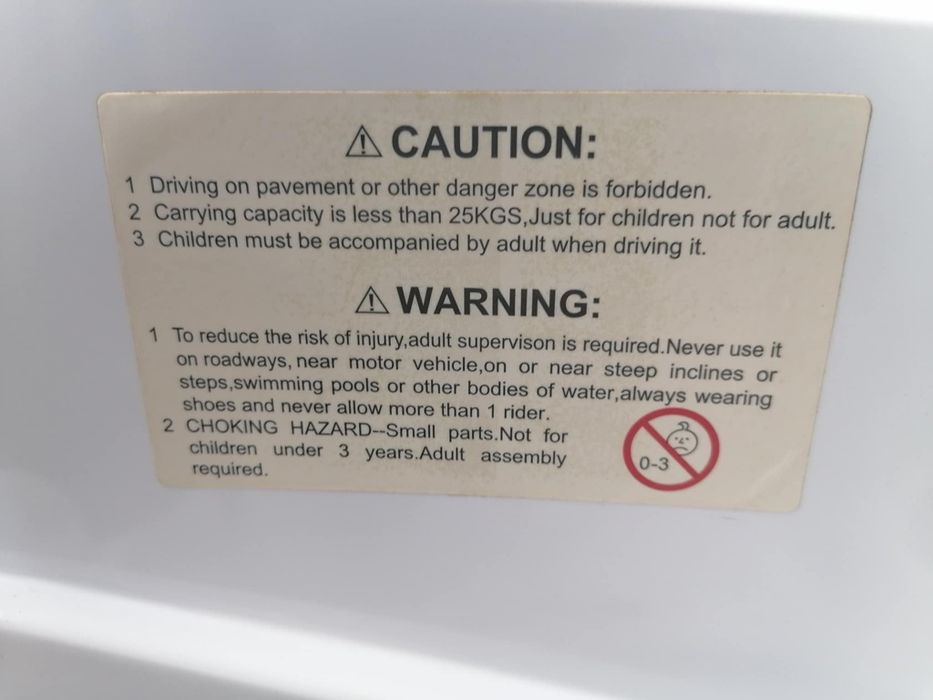 ⚠ CAUTION:
1 Driving on pavement or other danger zone is forbidden.
2 Carrying capacity is less than 25KGS,Just for children not for adult.
3 Children must be accompanied by adult when driving it.
⚠ WARNING:
1 To reduce the risk of injury,adult supervison is required.Never use it
on roadways, near motor vehicle,on or near steep inclines or
steps,swimming pools or other bodies of water,always wearing
shoes and never allow more than 1 rider.
2 CHOKING HAZARD--Small parts.Not for
children under 3 years.Adult assembly
required.
0-3